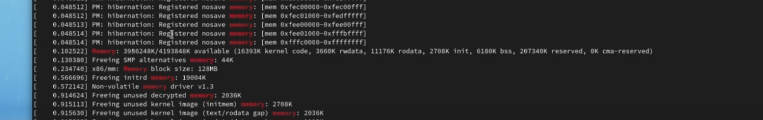 [    0.048512] PM: hibernation: Registered nosave memory: [mem 0xfec00000-0xfec00fff]
[    0.048512] PM: hibernation: Registered nosave memory: [mem 0xfec01000-0xfedfffff]
[    0.048513] PM: hibernation: Registered nosave memory: [mem 0xfee00000-0xfee00fff]
[    0.048514] PM: hibernation: Registered nosave memory: [mem 0xfee01000-0xfffbffff]
[    0.048514] PM: hibernation: Registered nosave memory: [mem 0xfffc0000-0xffffffff]
[    0.102522] Memory: 3986248K/4193848K available (16393K kernel code, 3660K rwdata, 11176K rodata, 2708K init, 6180K bss, 207340K reserved, 0K cma-reserved)
[    0.130380] Freeing SMP alternatives memory: 44K
[    0.234740] x86/mm: Memory block size: 128MB
[    0.566696] Freeing initrd memory: 19004K
[    0.572142] Non-volatile memory driver v1.3
[    0.914624] Freeing unused decrypted memory: 2036K
[    0.915113] Freeing unused kernel image (initmem) memory: 2708K
[    0.915630] Freeing unused kernel image (text/rodata gap) memory: 2036K